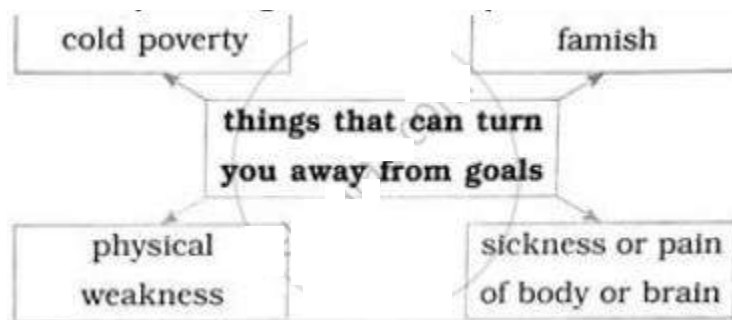 cold poverty
famish
things that can turn
you away from goals
physical
weakness
sickness or pain
of body or brain